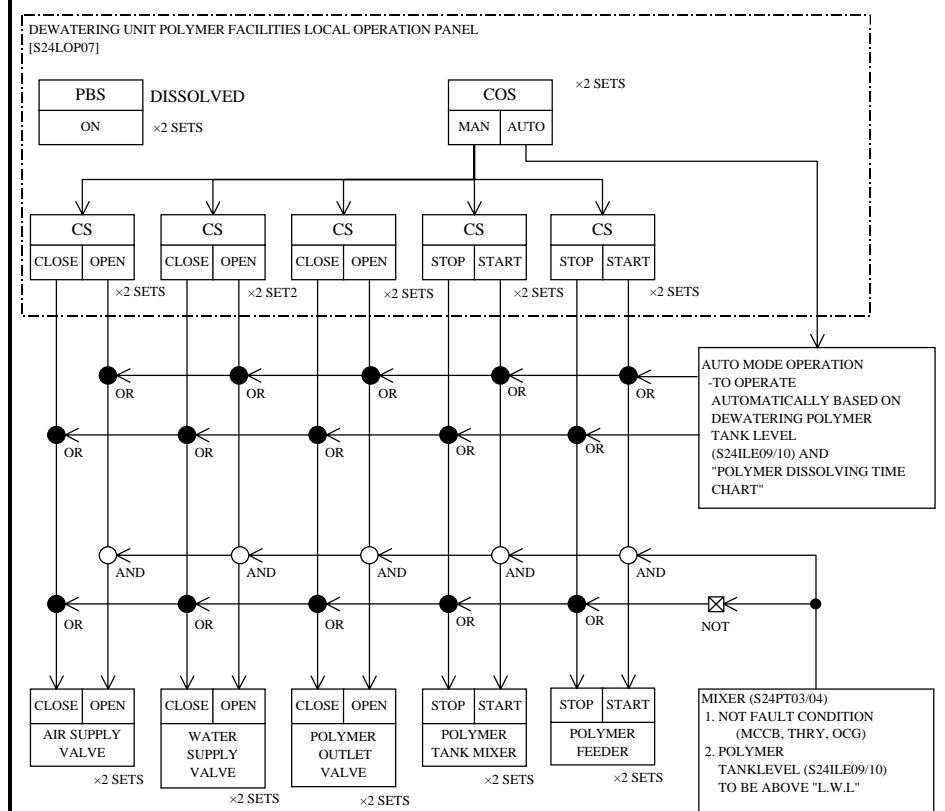 DEWATERING UNIT POLYMER FACILITIES LOCAL OPERATION PANEL
[S24LOP07]
PBS
DISSOLVED
ON
×2 SETS
COS
×2 SETS
MAN
AUTO
CS
CS
CS
CS
CS
CLOSE
OPEN
CLOSE
OPEN
CLOSE
OPEN
STOP
START
STOP
START
×2 SETS
×2 SET2
×2 SETS
×2 SETS
×2 SETS
AUTO MODE OPERATION
-TO OPERATE
AUTOMATICALLY BASED ON
DEWATERING POLYMER
TANK LEVEL
(S24ILE09/10) AND
"POLYMER DISSOLVING TIME
CHART"
OR
OR
OR
OR
OR
OR
OR
OR
OR
OR
AND
AND
AND
AND
AND
OR
OR
OR
OR
OR
NOT
CLOSE
OPEN
CLOSE
OPEN
CLOSE
OPEN
STOP
START
STOP
START
AIR SUPPLY
VALVE
WATER
SUPPLY
VALVE
POLYMER
OUTLET
VALVE
POLYMER
TANK MIXER
POLYMER
FEEDER
×2 SETS
×2 SETS
×2 SETS
×2 SETS
×2 SETS
MIXER (S24PT03/04)
1. NOT FAULT CONDITION
(MCCB, THRY, OCG)
2. POLYMER
TANKLEVEL (S24ILE09/10)
TO BE ABOVE "L.W.L"